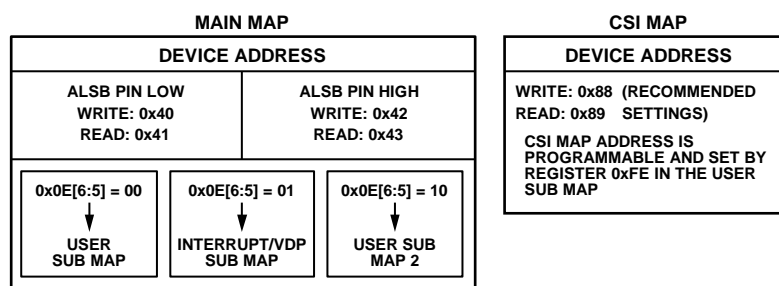 MAIN MAP
DEVICE ADDRESS
ALSB PIN LOW
WRITE: 0x40
READ: 0x41
ALSB PIN HIGH
WRITE: 0x42
READ: 0x43
0x0E[6:5] = 00
USER
SUB MAP
0x0E[6:5] = 01
INTERRUPT/VDP
SUB MAP
0x0E[6:5] = 10
USER SUB
MAP 2
CSI MAP
DEVICE ADDRESS
WRITE: 0x88 (RECOMMENDED
READ: 0x89 SETTINGS)
CSI MAP ADDRESS IS
PROGRAMMABLE AND SET BY
REGISTER 0xFE IN THE USER
SUB MAP